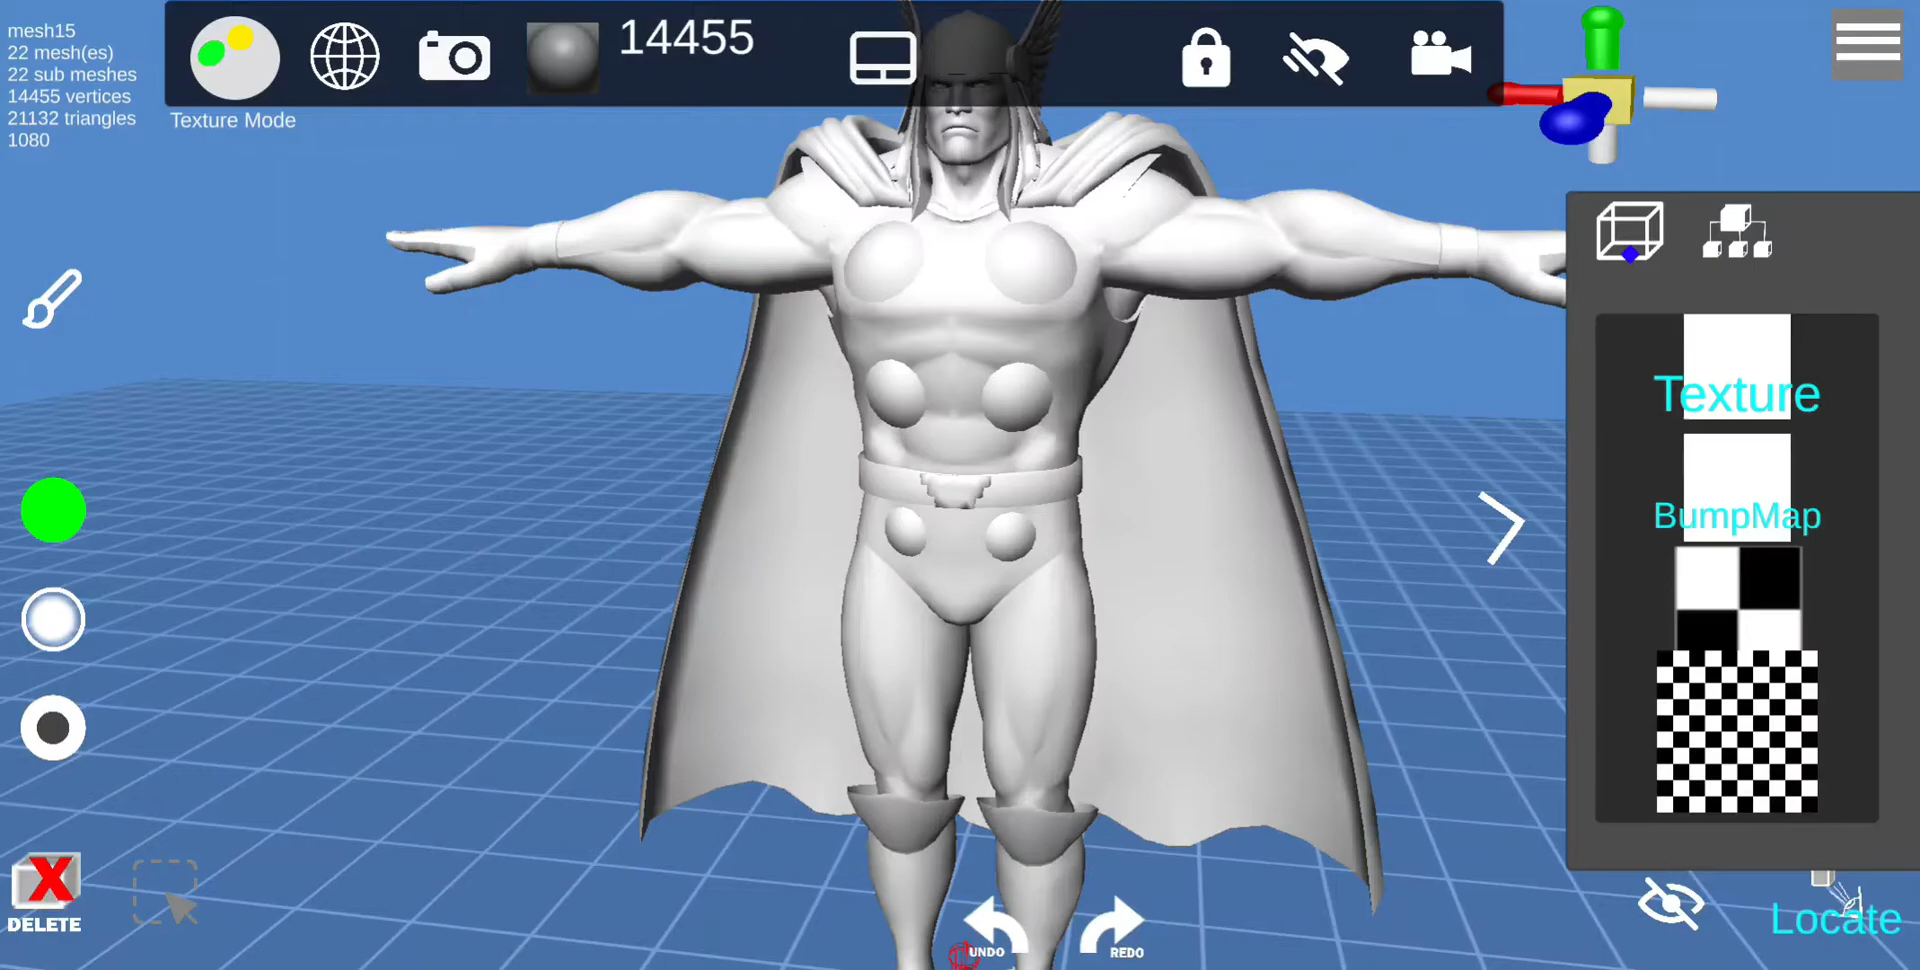 mesh15
22 mesh(es)
22 sub meshes
14455 vertices
21132 triangles
1080
14455
Texture Mode
Texture
BumpMap
X
DELETE
UNDO
REDO
Locate